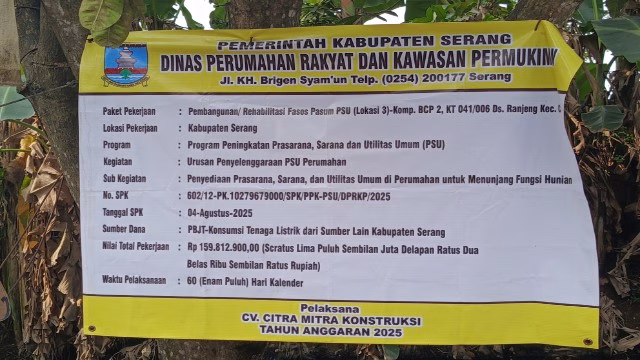 PEMERINTAH KABUPATEN SERANG
DINAS PERUMAHAN RAKYAT DAN KAWASAN PERMUKIM
Jl. KH. Brigen Syam'un Telp. (0254) 200177 Serang
Paket Pekerjaan : Pembangunan/ Rehabilitasi Fasos Pasum PSU (Lokasi 3)-Komp. BCP 2, KT 041/006 Ds. Ranjeng Kec.
Lokasi Pekerjaan : Kabupaten Serang
Program : Program Peningkatan Prasarana, Sarana dan Utilitas Umum (PSU)
Kegiatan : Urusan Penyelenggaraan PSU Perumahan
Sub Kegiatan : Penyediaan Prasarana, Sarana, dan Utilitas Umum di Perumahan untuk Menunjang Fungsi Hunian
No. SPK : 602/12-PK.10279679000/SPK/PPK-PSU/DPRKP/2025
Tanggal SPK : 04-Agustus-2025
Sumber Dana : PBJT-Konsumsi Tenaga Listrik dari Sumber Lain Kabupaten Serang
Nilai Total Pekerjaan : Rp 159.812.900,00 (Scratus Lima Puluh Sembilan Juta Delapan Ratus Dua
Belas Ribu Sembilan Ratus Rupiah)
Waktu Pelaksanaan : 60 (Enam Puluh) Hari Kalender
Pelaksana
CV. CITRA MITRA KONSTRUKSI
TAHUN ANGGARAN 2025